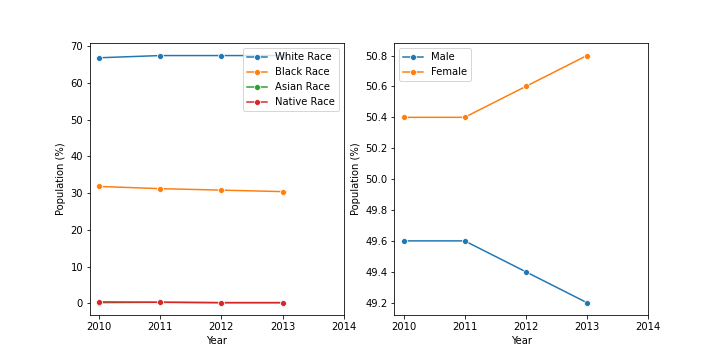 70
60
50
40
30
20
10
0
Population (%)
2010 2011 2012 2013 2014
Year
White Race
Black Race
Asian Race
Native Race
50.8
50.6
50.4
50.2
50.0
49.8
49.6
49.4
49.2
Population (%)
2010 2011 2012 2013 2014
Year
Male
Female